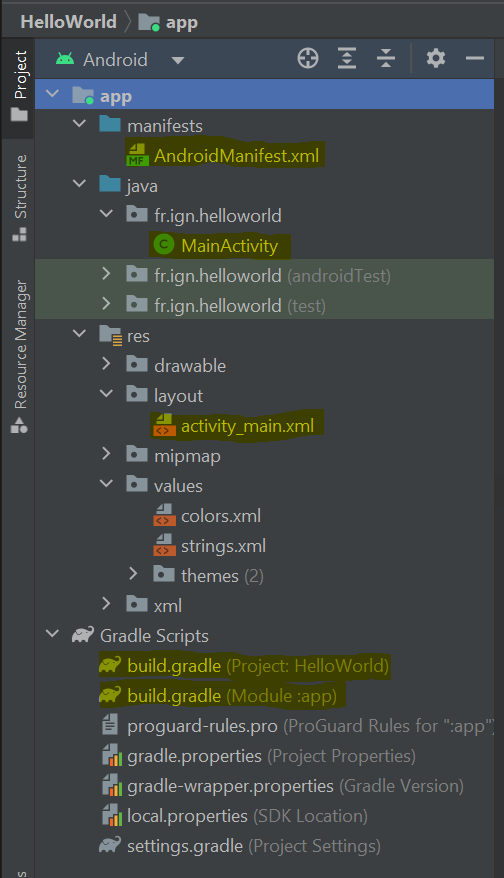 HelloWorld app
Project
Structure
Resource Manager
Android
app
manifests
MF AndroidManifest.xml
java
fr.ign.helloworld
C MainActivity
fr.ign.helloworld (androidTest)
fr.ign.helloworld (test)
res
drawable
layout
<> activity_main.xml
mipmap
values
<> colors.xml
<> strings.xml
themes (2)
xml
Gradle Scripts
build.gradle (Project: HelloWorld)
build.gradle (Module :app)
proguard-rules.pro (ProGuard Rules for ":app")
gradle.properties (Project Properties)
gradle-wrapper.properties (Gradle Version)
local.properties (SDK Location)
settings.gradle (Project Settings)